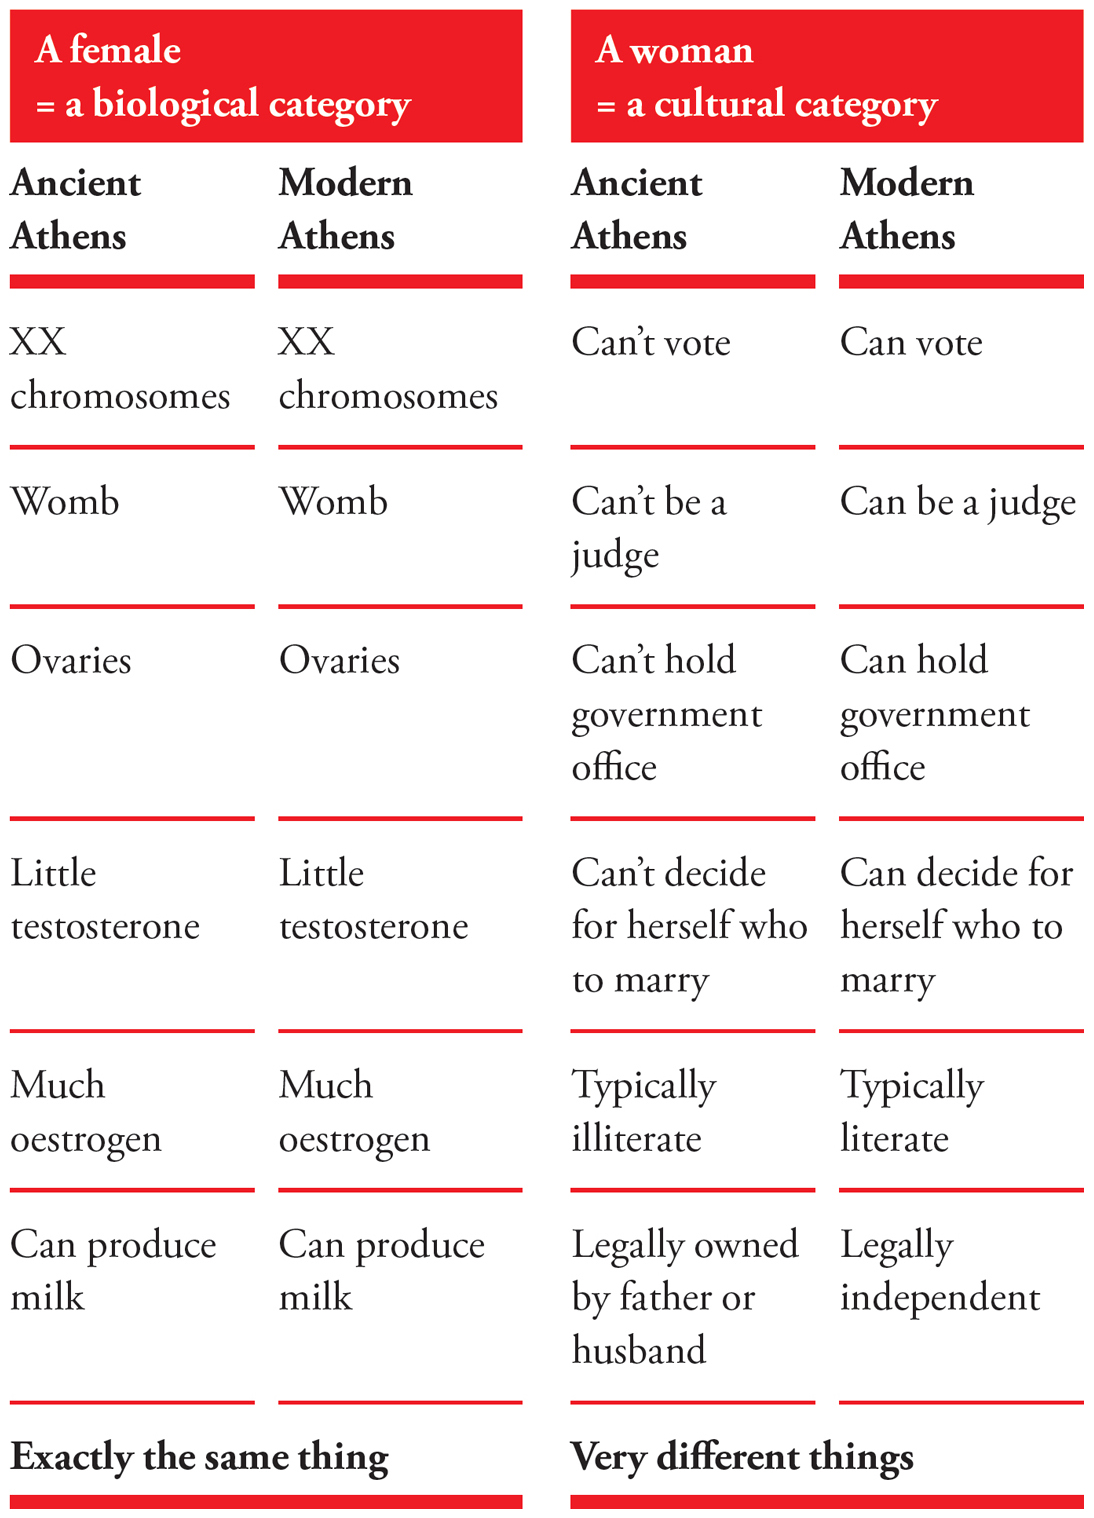 A female
= a biological category
A woman
= a cultural category
Ancient
Athens
Modern
Athens
Ancient
Athens
Modern
Athens
XX
chromosomes
XX
chromosomes
Can’t vote
Can vote
Womb
Womb
Can’t be a
judge
Can be a judge
Ovaries
Ovaries
Can’t hold
government
office
Can hold
government
office
Little
testosterone
Little
testosterone
Can’t decide
for herself who
to marry
Can decide for
herself who to
marry
Much
oestrogen
Much
oestrogen
Typically
illiterate
Typically
literate
Can produce
milk
Can produce
milk
Legally owned
by father or
husband
Legally
independent
Exactly the same thing
Very different things